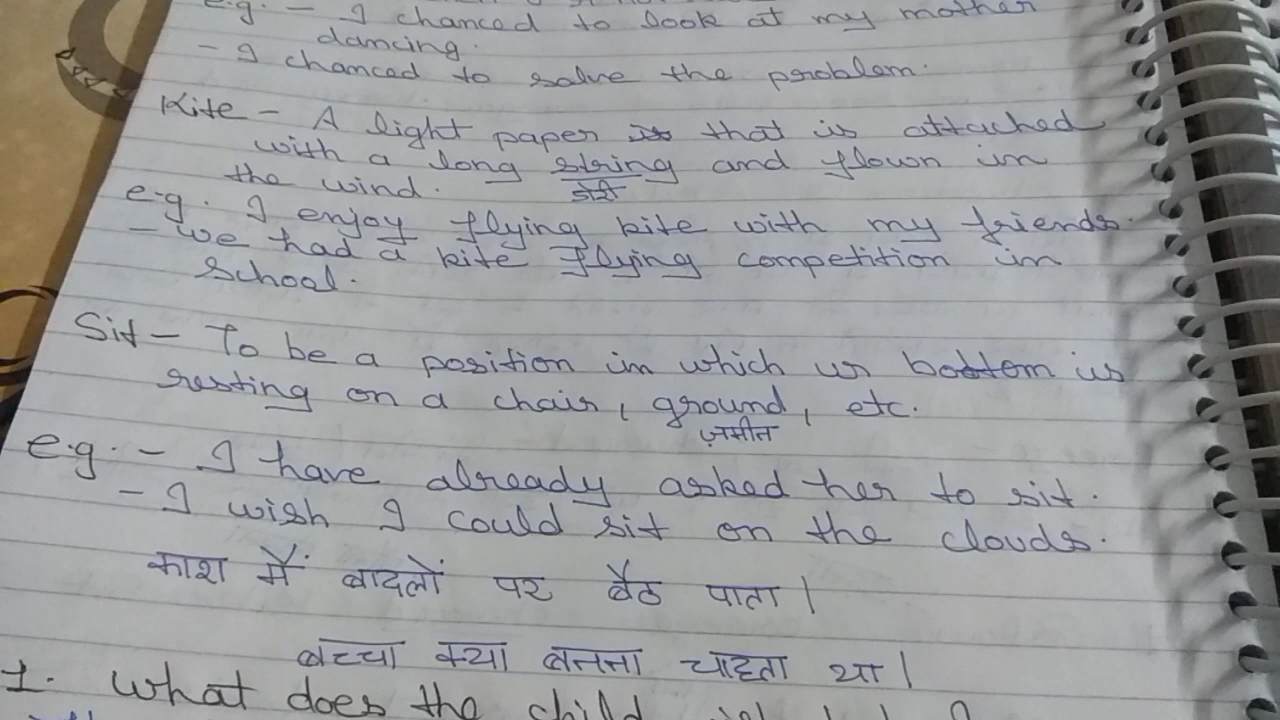 e.g. - I chanced to look at my mother
dancing.
- I chanced to solve the problem.
Kite - A light paper that is attached
with a long string and flown in
the wind. डोरी
e.g. I enjoy flying kite with my friends.
- we had a kite flying competition in
school.
Sit - To be a position in which ur bottom is
resting on a chair, ground, etc.
ज़मीन
e.g. - I have already asked her to sit.
- I wish I could sit on the clouds.
काश मैं बादलों पर बैठ पाता।
बच्चा क्या बनना चाहता था।
1. What does the child